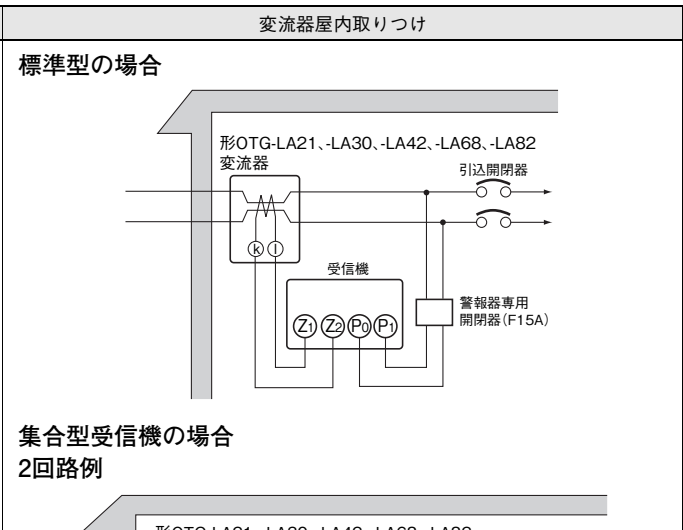 変流器屋内取りつけ
標準型の場合
形OTG-LA21、-LA30、-LA42、-LA68、-LA82
変流器
引込開閉器
k l
受信機
Z1 Z2 P0 P1
警報器専用
開閉器(F15A)
集合型受信機の場合
2回路例